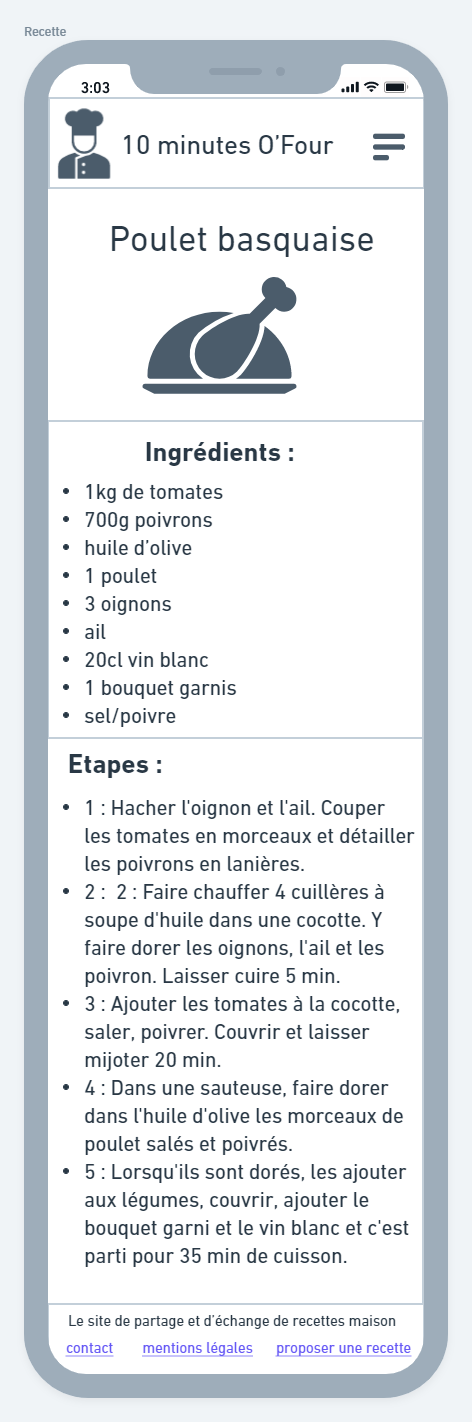 Recette
3:03
10 minutes O’Four
Poulet basquaise
Ingrédients :
• 1kg de tomates
• 700g poivrons
• huile d’olive
• 1 poulet
• 3 oignons
• ail
• 20cl vin blanc
• 1 bouquet garnis
• sel/poivre
Etapes :
• 1 : Hacher l'oignon et l'ail. Couper
les tomates en morceaux et détailler
les poivrons en lanières.
• 2 :  2 : Faire chauffer 4 cuillères à
soupe d'huile dans une cocotte. Y
faire dorer les oignons, l'ail et les
poivron. Laisser cuire 5 min.
• 3 : Ajouter les tomates à la cocotte,
saler, poivrer. Couvrir et laisser
mijoter 20 min.
• 4 : Dans une sauteuse, faire dorer
dans l'huile d'olive les morceaux de
poulet salés et poivrés.
• 5 : Lorsqu'ils sont dorés, les ajouter
aux légumes, couvrir, ajouter le
bouquet garni et le vin blanc et c'est
parti pour 35 min de cuisson.
Le site de partage et d'échange de recettes maison
contact mentions légales proposer une recette